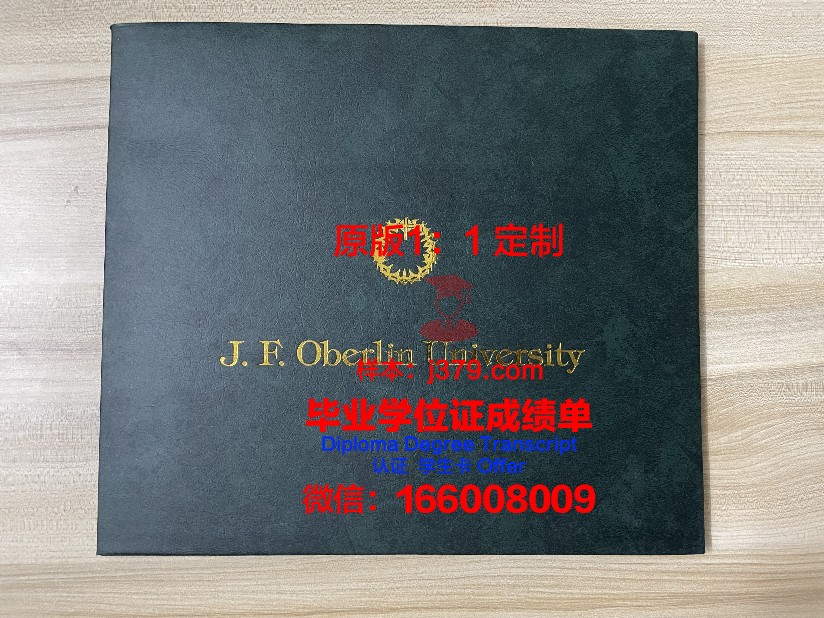 原版1：1 定制
J. F. Oberlin University
样本：j379.com
毕业学位证成绩单
Diploma Degree Transcript
认证 学生卡 Offer
微信：166008009